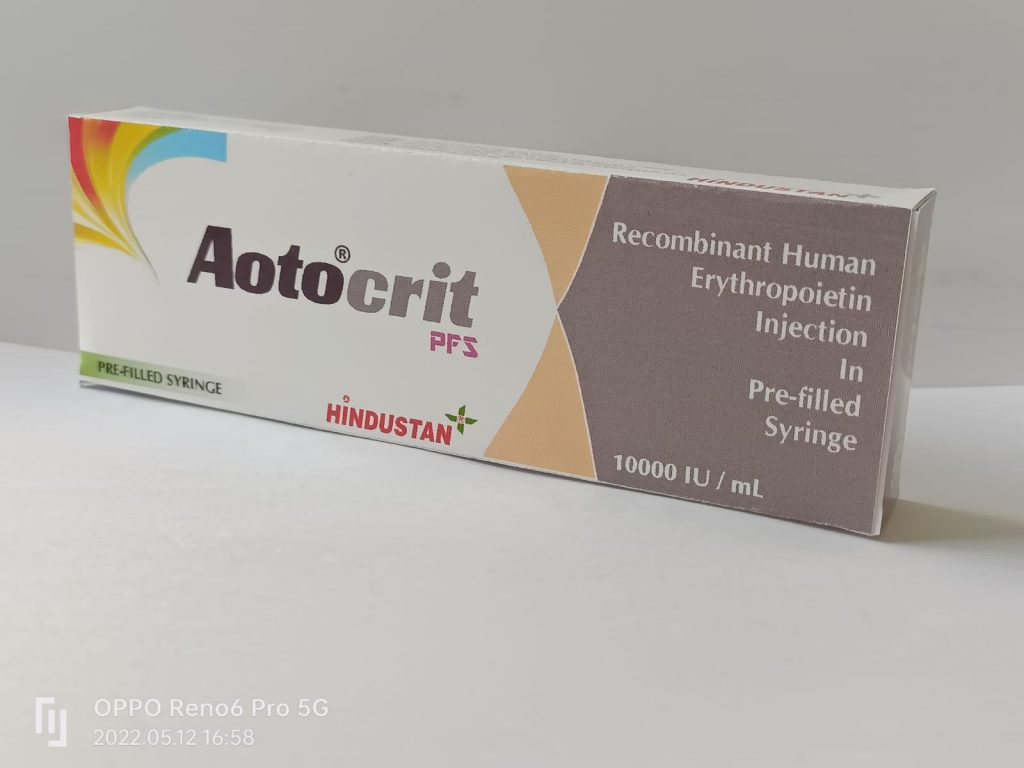 HINDUSTAN
Aotocrit®
PFS
PRE-FILLED SYRINGE
HINDUSTAN
Recombinant Human
Erythropoietin
Injection
In
Pre-filled
Syringe
10000 IU / mL
OPPO Reno6 Pro 5G
2022.05.12 16:58